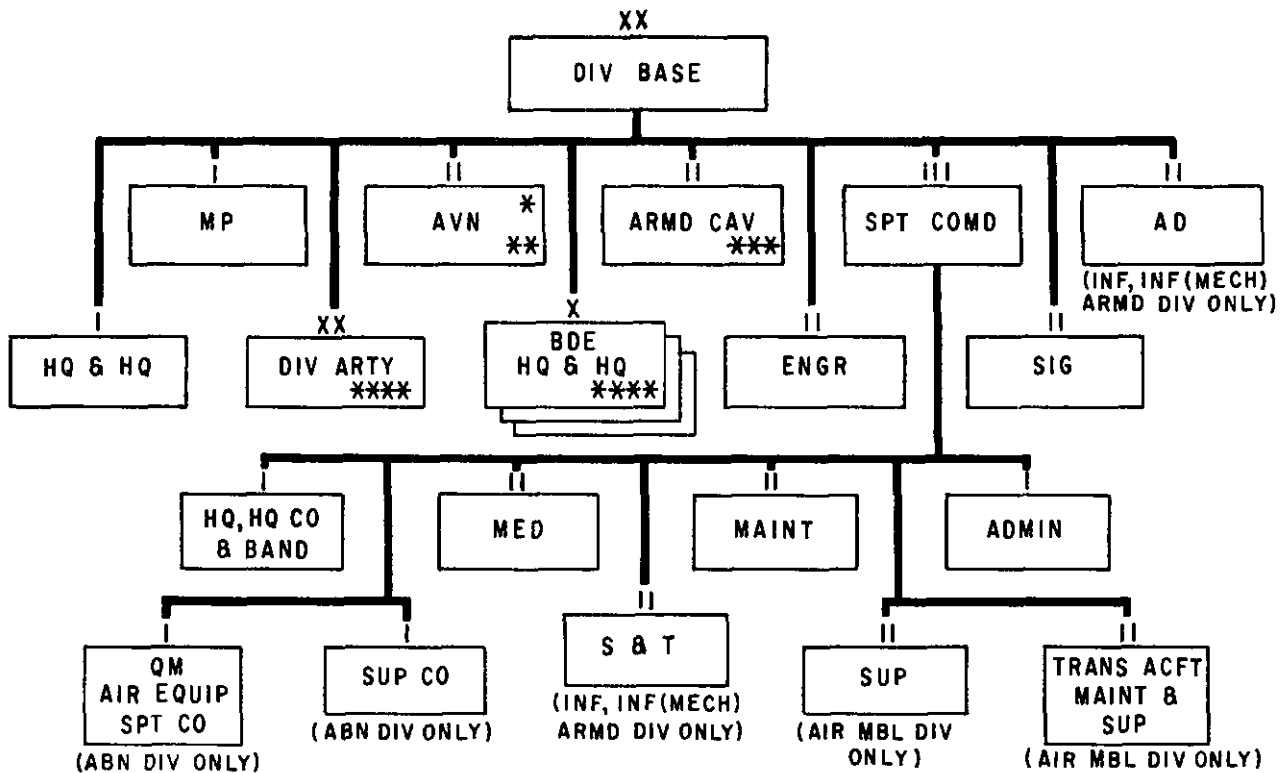 XX
DIV BASE
I
MP
II
AVN *
**
II
ARMD CAV
***
III
SPT COMD
II
AD
(INF, INF(MECH)
ARMD DIV ONLY)
I
HQ & HQ
XX
DIV ARTY
****
X
BDE
HQ & HQ
****
II
ENGR
II
SIG
I
HQ, HQ CO
& BAND
II
MED
II
MAINT
I
ADMIN
I
QM
AIR EQUIP
SPT CO
(ABN DIV ONLY)
I
SUP CO
(ABN DIV ONLY)
II
S & T
(INF, INF(MECH)
ARMD DIV ONLY)
II
SUP
(AIR MBL DIV
ONLY)
II
TRANS ACFT
MAINT &
SUP
(AIR MBL DIV ONLY)